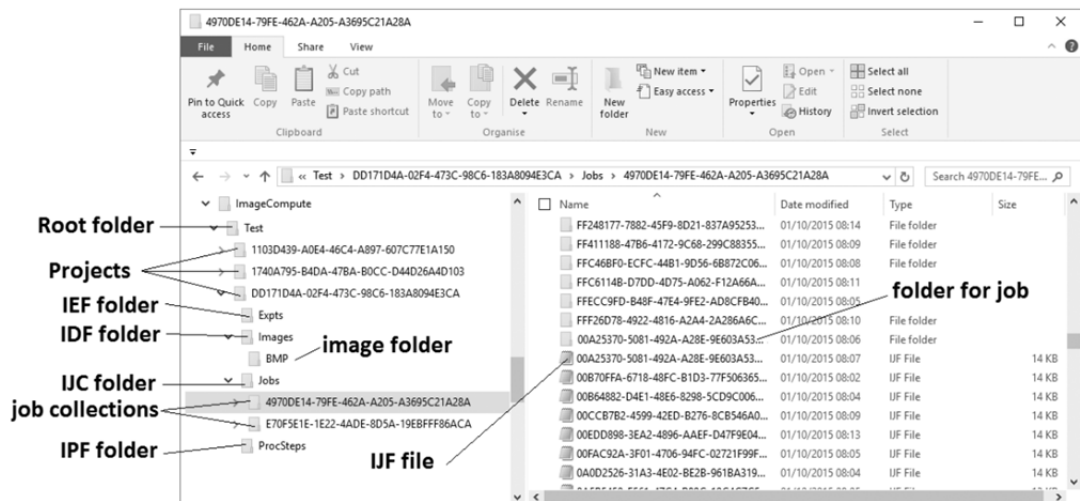 4970DE14-79FE-462A-A205-A3695C21A28A
File Home Share View
Pin to Quick access
Copy
Paste
Cut
Copy path
Paste shortcut
Clipboard
Move to
Copy to
Delete
Rename
Organise
New folder
New item
Easy access
New
Properties
Open
Edit
History
Open
Select all
Select none
Invert selection
Select
« Test > DD171D4A-02F4-473C-98C6-183A8094E3CA > Jobs > 4970DE14-79FE-462A-A205-A3695C21A28A
Search 4970DE14-79FE...
Root folder
Projects
IEF folder
IDF folder
image folder
IJC folder
job collections
IPF folder
ImageCompute
Test
1103D439-A0E4-46C4-A897-607C77E1A150
1740A795-B4DA-47BA-B0CC-D44D26A4D103
DD171D4A-02F4-473C-98C6-183A8094E3CA
Expts
Images
BMP
Jobs
4970DE14-79FE-462A-A205-A3695C21A28A
E70F5E1E-1E22-4ADE-8D5A-19EBFFF86ACA
ProcSteps
Name Date modified Type Size
FF248177-7882-45F9-8D21-837A95253... 01/10/2015 08:14 File folder
FF411188-47B6-4172-9C68-299C88355... 01/10/2015 08:09 File folder
FFC46BF0-ECFC-44B1-9D56-6B872C06... 01/10/2015 08:08 File folder
FFC6114B-D7DD-4D75-A062-F12A66A... 01/10/2015 08:11 File folder
FFECC9FD-B48F-47E4-9FE2-AD8CFB40... 01/10/2015 08:05
FFF26D78-4922-4816-A2A4-2A286A6C... 01/10/2015 08:10 File folder
00A25370-5081-492A-A28E-9E603A53... 01/10/2015 08:06 File folder
00A25370-5081-492A-A28E-9E603A53... 01/10/2015 08:07 IJF File 14 KB
00B70FFA-6718-48FC-B1D3-77F506365... 01/10/2015 08:02 IJF File 14 KB
00B64882-D4E1-48E6-8298-5CD9C006... 01/10/2015 08:04 IJF File 14 KB
00CCB7B2-4599-42ED-B276-8CB546A0... 01/10/2015 08:09 IJF File 14 KB
00EDD898-3EA2-4896-AAEF-D47F9E04... 01/10/2015 08:13 IJF File 14 KB
00FAC92A-3F01-4706-94FC-02721F99F... 01/10/2015 08:05 IJF File 14 KB
0A0D2526-31A3-4E02-BE2B-961BA319... 01/10/2015 08:04 IJF File 14 KB
folder for job
IJF file